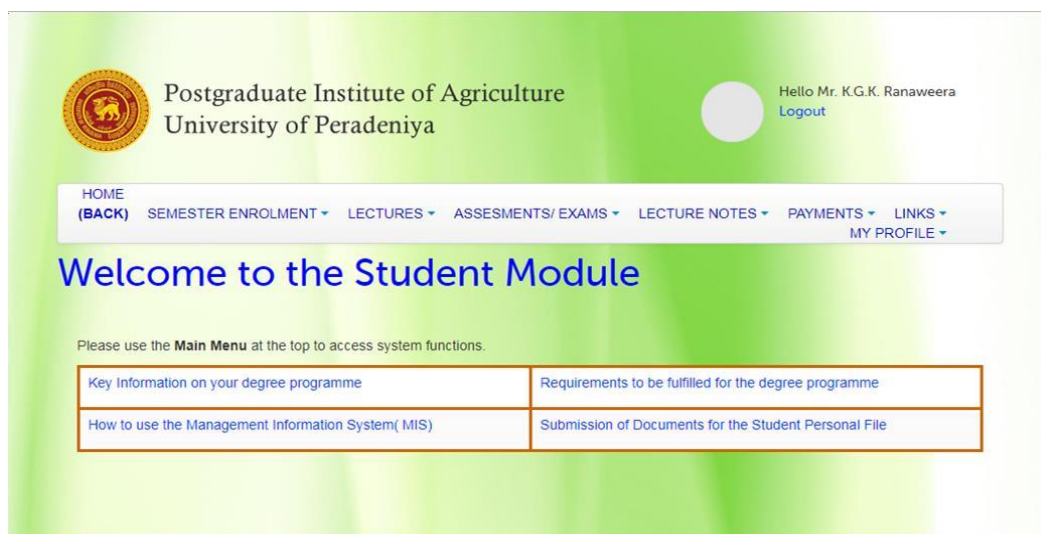 Postgraduate Institute of Agriculture
University of Peradeniya
Hello Mr. K.G.K. Ranaweera
Logout
HOME
(BACK) SEMESTER ENROLMENT LECTURES ASSESMENTS/ EXAMS LECTURE NOTES PAYMENTS LINKS
MY PROFILE
Welcome to the Student Module
Please use the Main Menu at the top to access system functions.
Key Information on your degree programme
Requirements to be fulfilled for the degree programme
How to use the Management Information System( MIS)
Submission of Documents for the Student Personal File